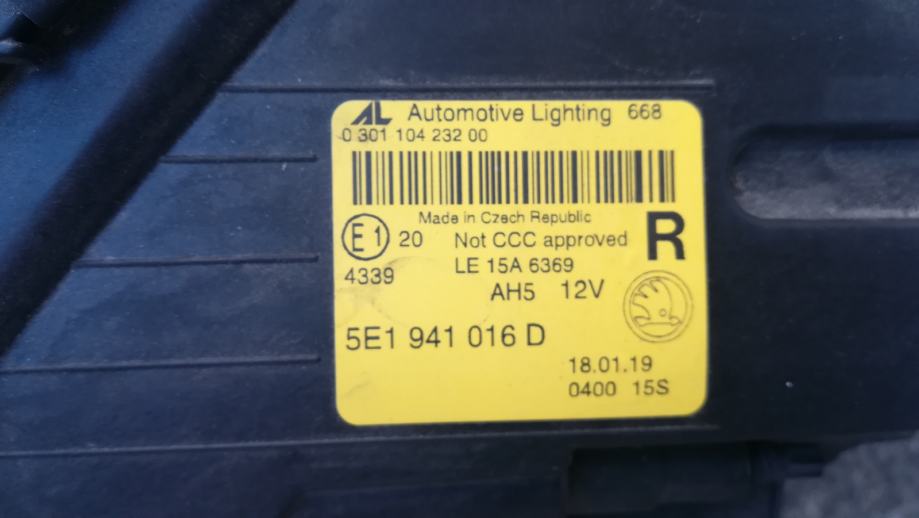 AL Automotive Lighting 668
0 301 104 232 00
Made in Czech Republic
E1 20 Not CCC approved R
4339 LE 15A 6369
AH5 12V
5E1 941 016 D
18.01.19
0400 15S